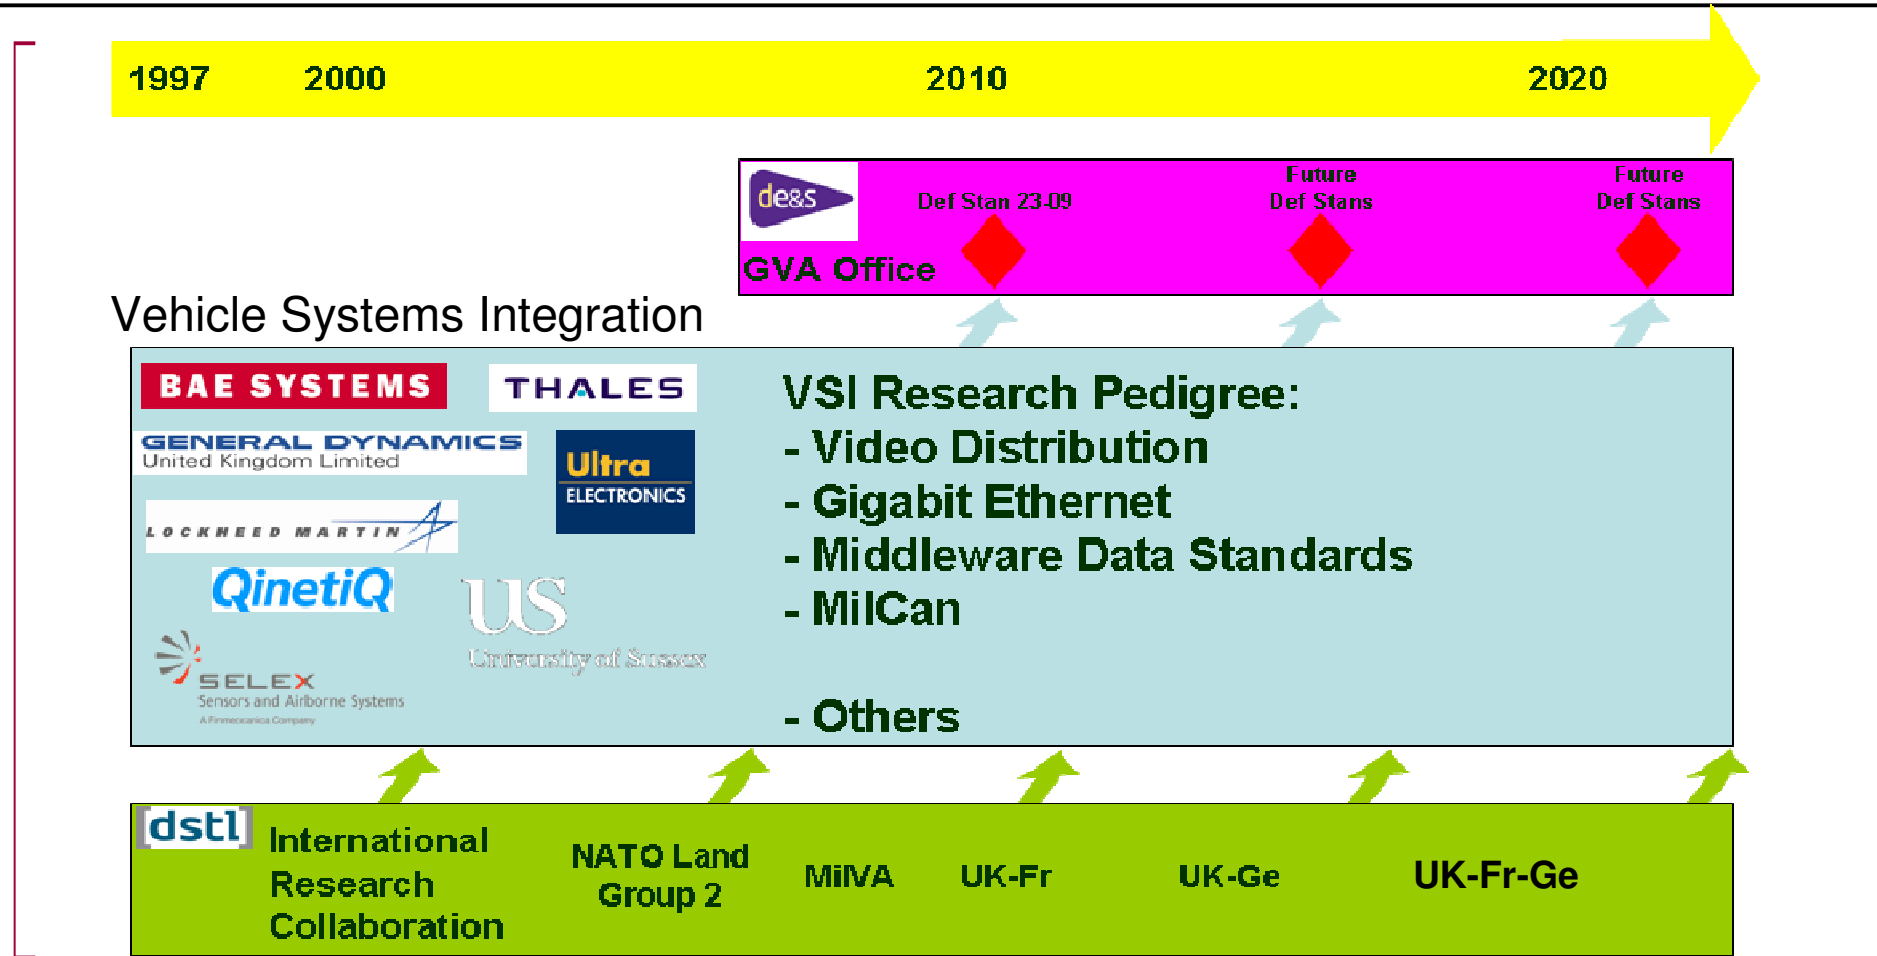 1997 2000 2010 2020
de&s
Future
Def Stans
Future
Def Stans
Def Stan 23-09
GVA Office
Vehicle Systems Integration
BAE SYSTEMS
THALES
GENERAL DYNAMICS
United Kingdom Limited
Ultra
ELECTRONICS
LOCKHEED MARTIN
QinetiQ
US
University of Sussex
SELEX
Sensors and Airborne Systems
A Finmeccanica Company
VSI Research Pedigree:
- Video Distribution
- Gigabit Ethernet
- Middleware Data Standards
- MilCan
- Others
[dstl]
International
Research
Collaboration
NATO Land
Group 2
MilVA
UK-Fr
UK-Ge
UK-Fr-Ge